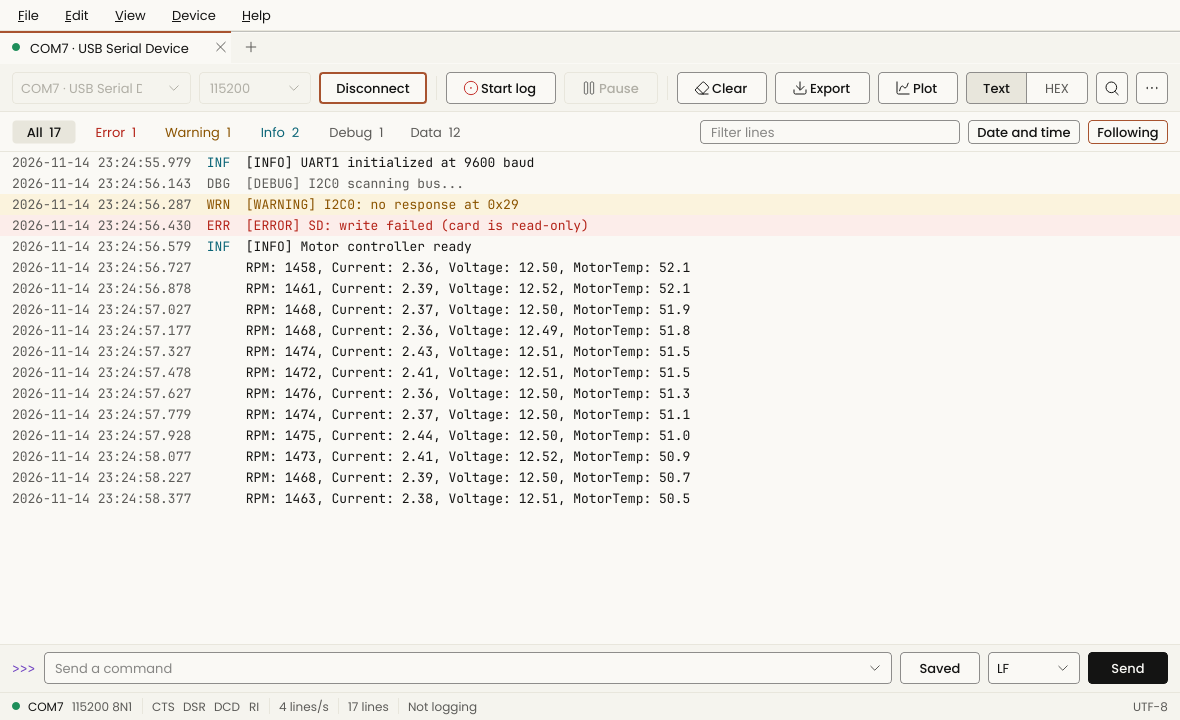 File Edit View Device Help
COM7 · USB Serial Device
COM7 · USB Serial 115200 Disconnect Start log Pause Clear Export Plot Text HEX ...
All 17 Error 1 Warning 1 Info 2 Debug 1 Data 12 Filter lines Date and time Following
2026-11-14 23:24:55.979 INF [INFO] UART1 initialized at 9600 baud
2026-11-14 23:24:56.143 DBG [DEBUG] I2C0 scanning bus...
2026-11-14 23:24:56.287 WRN [WARNING] I2C0: no response at 0x29
2026-11-14 23:24:56.430 ERR [ERROR] SD: write failed (card is read-only)
2026-11-14 23:24:56.579 INF [INFO] Motor controller ready
2026-11-14 23:24:56.727 RPM: 1458, Current: 2.36, Voltage: 12.50, MotorTemp: 52.1
2026-11-14 23:24:56.878 RPM: 1461, Current: 2.39, Voltage: 12.52, MotorTemp: 52.1
2026-11-14 23:24:57.027 RPM: 1468, Current: 2.37, Voltage: 12.50, MotorTemp: 51.9
2026-11-14 23:24:57.177 RPM: 1468, Current: 2.36, Voltage: 12.49, MotorTemp: 51.8
2026-11-14 23:24:57.327 RPM: 1474, Current: 2.43, Voltage: 12.51, MotorTemp: 51.5
2026-11-14 23:24:57.478 RPM: 1472, Current: 2.41, Voltage: 12.51, MotorTemp: 51.5
2026-11-14 23:24:57.627 RPM: 1476, Current: 2.36, Voltage: 12.50, MotorTemp: 51.3
2026-11-14 23:24:57.779 RPM: 1474, Current: 2.37, Voltage: 12.50, MotorTemp: 51.1
2026-11-14 23:24:57.928 RPM: 1475, Current: 2.44, Voltage: 12.50, MotorTemp: 51.0
2026-11-14 23:24:58.077 RPM: 1473, Current: 2.41, Voltage: 12.52, MotorTemp: 50.9
2026-11-14 23:24:58.227 RPM: 1468, Current: 2.39, Voltage: 12.50, MotorTemp: 50.7
2026-11-14 23:24:58.377 RPM: 1463, Current: 2.38, Voltage: 12.51, MotorTemp: 50.5
>>> Send a command Saved LF Send
COM7 115200 8N1 CTS DSR DCD RI 4 lines/s 17 lines Not logging UTF-8